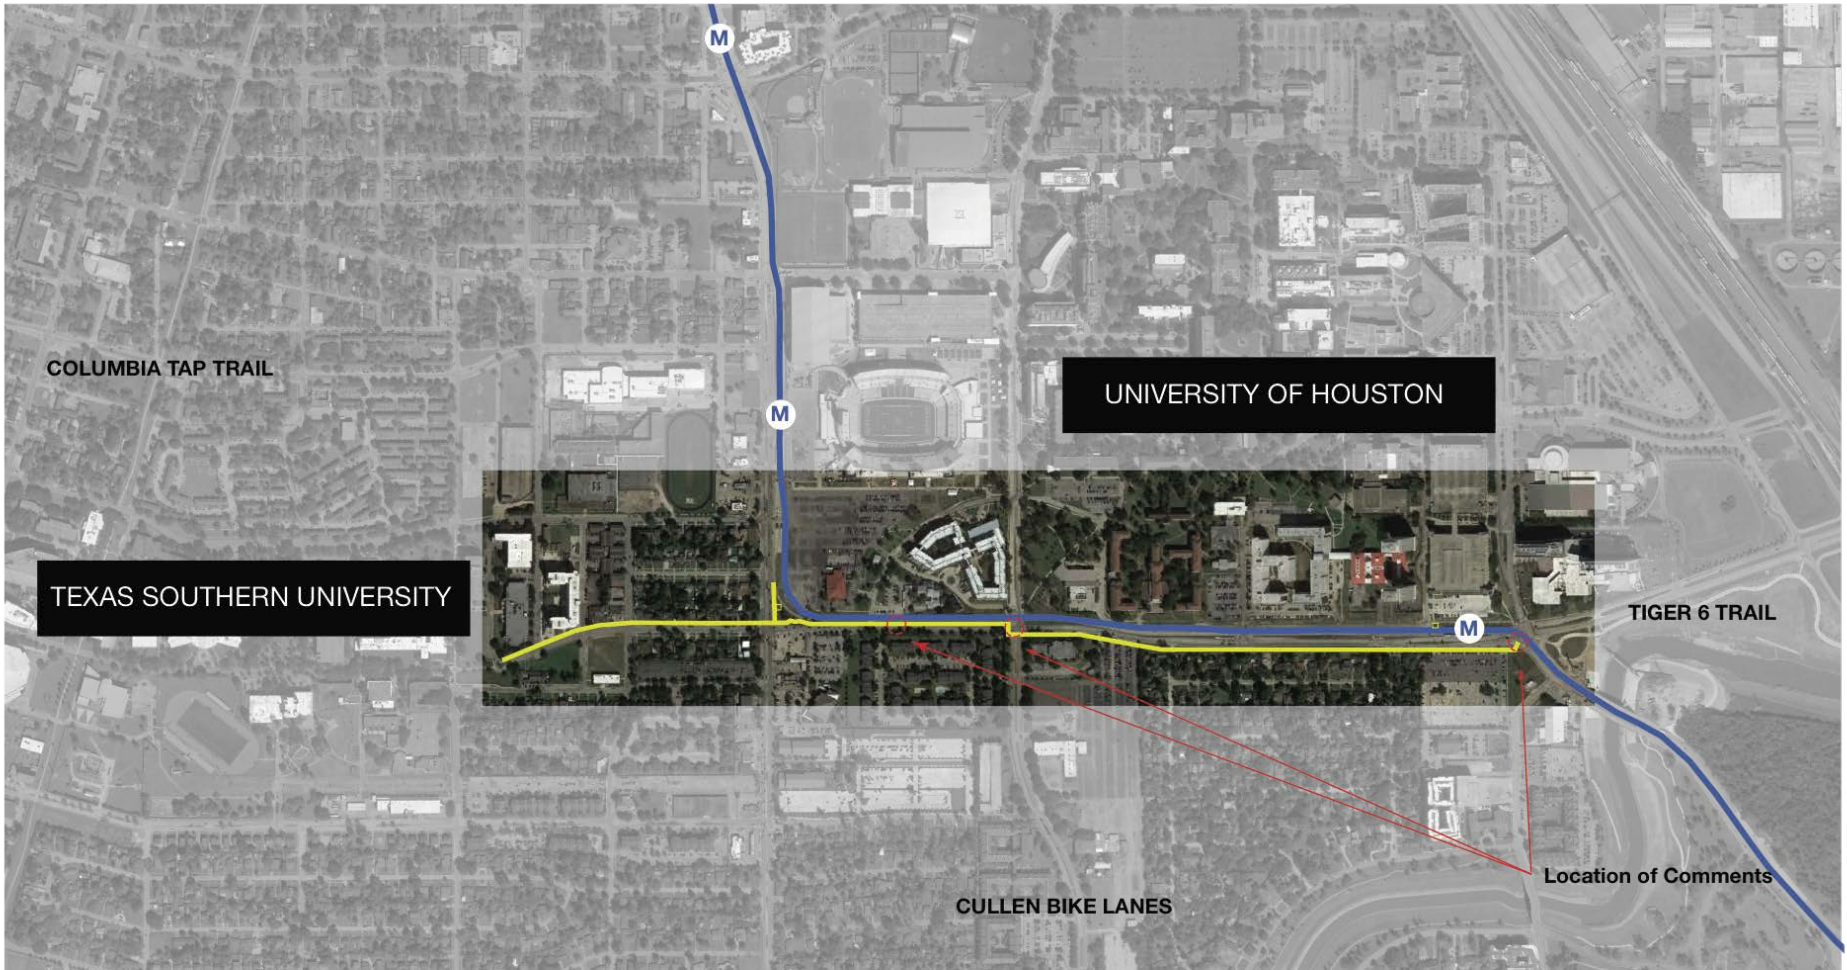 M
COLUMBIA TAP TRAIL
UNIVERSITY OF HOUSTON
M
TEXAS SOUTHERN UNIVERSITY
TIGER 6 TRAIL
M
Location of Comments
CULLEN BIKE LANES